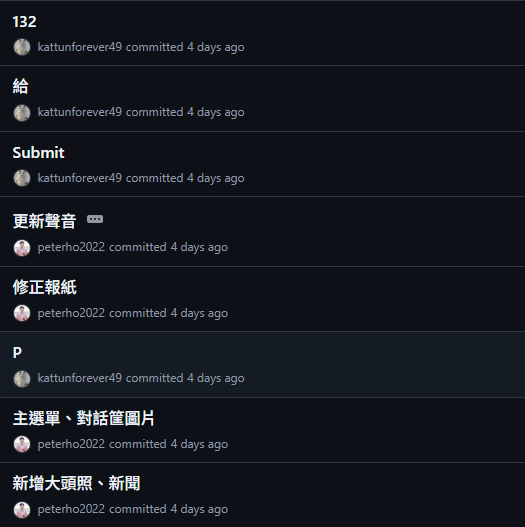 132
kattunforever49 committed 4 days ago
給
kattunforever49 committed 4 days ago
Submit
kattunforever49 committed 4 days ago
更新聲音
peterho2022 committed 4 days ago
修正報紙
peterho2022 committed 4 days ago
P
kattunforever49 committed 4 days ago
主選單、對話筐圖片
peterho2022 committed 4 days ago
新增大頭照、新聞
peterho2022 committed 4 days ago